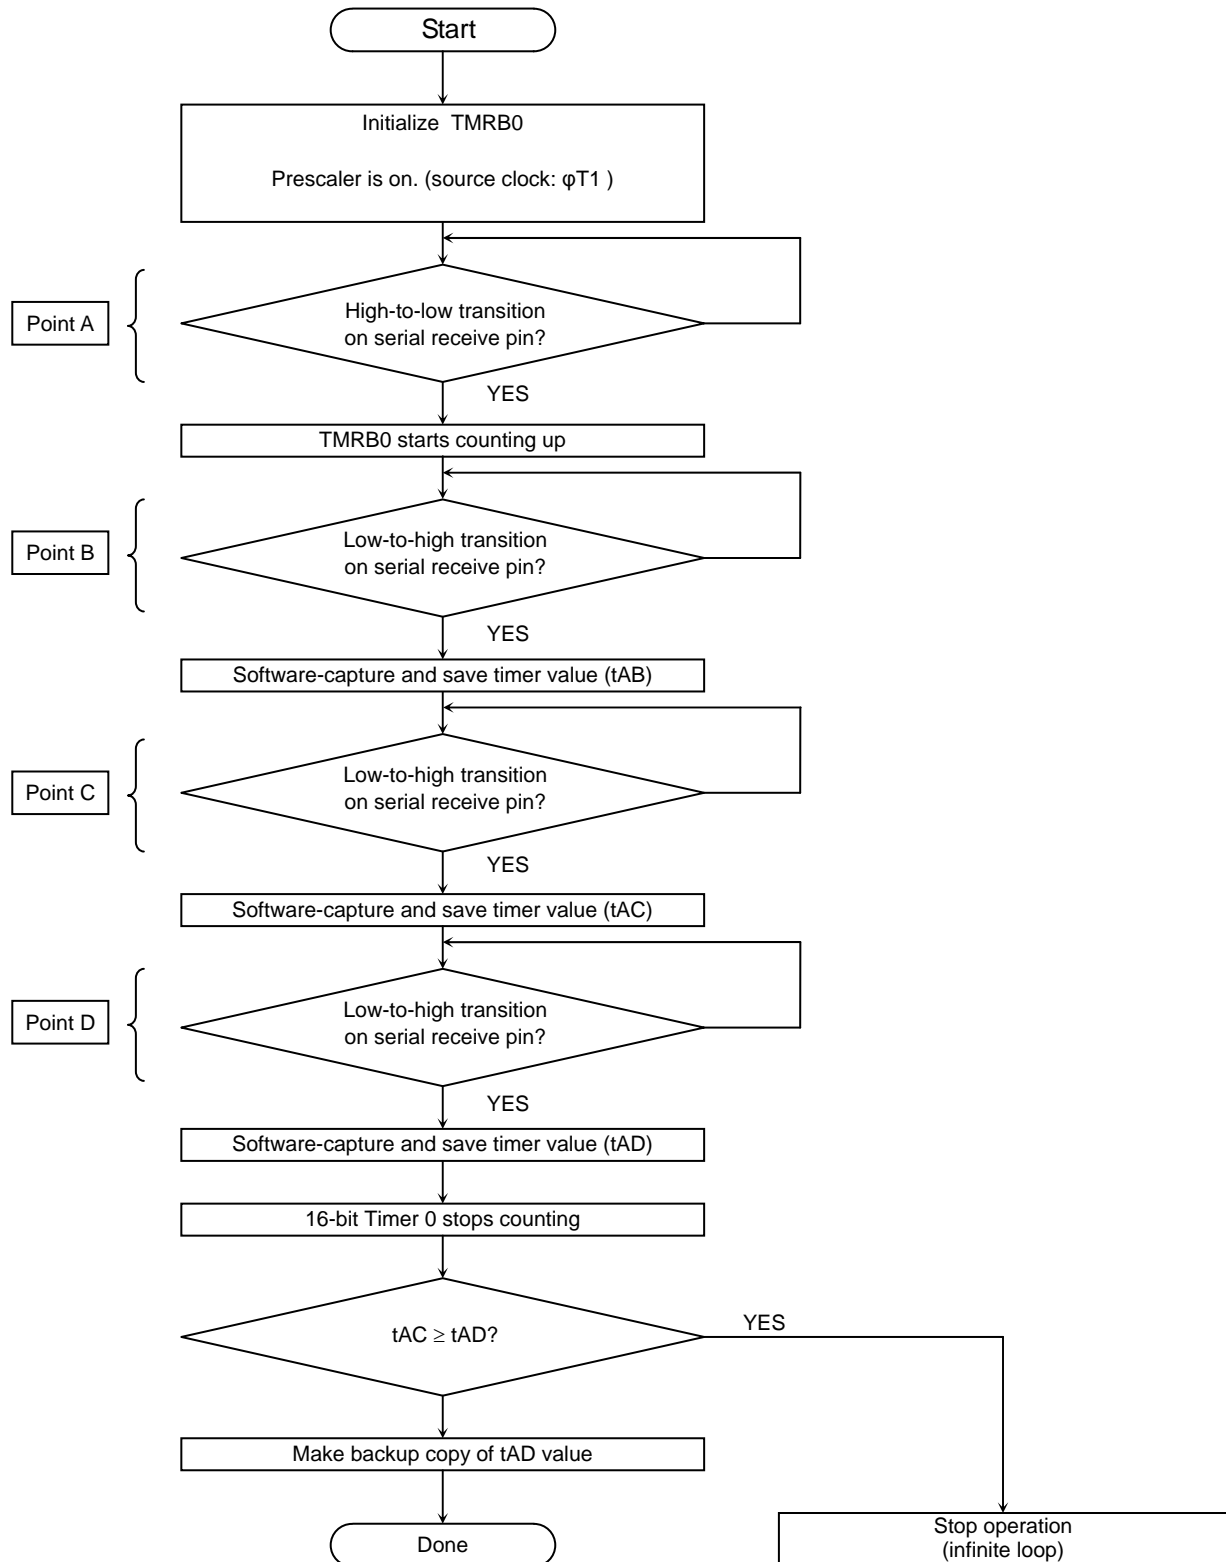 Start
Initialize TMRB0
Prescaler is on. (source clock: φT1 )
Point A
High-to-low transition
on serial receive pin?
YES
TMRB0 starts counting up
Point B
Low-to-high transition
on serial receive pin?
YES
Software-capture and save timer value (tAB)
Point C
Low-to-high transition
on serial receive pin?
YES
Software-capture and save timer value (tAC)
Point D
Low-to-high transition
on serial receive pin?
YES
Software-capture and save timer value (tAD)
16-bit Timer 0 stops counting
tAC ≥ tAD?
YES
Make backup copy of tAD value
Done
Stop operation
(infinite loop)